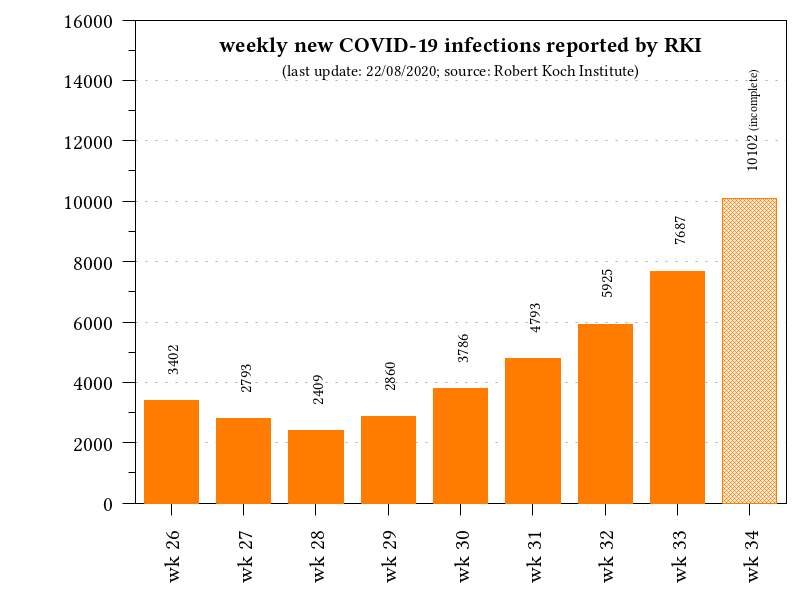 weekly new COVID-19 infections reported by RKI
(last update: 22/08/2020; source: Robert Koch Institute)
16000
14000
12000
10000
8000
6000
4000
2000
0
3402
2793
2409
2860
3786
4793
5925
7687
10102 (incomplete)
wk 26
wk 27
wk 28
wk 29
wk 30
wk 31
wk 32
wk 33
wk 34